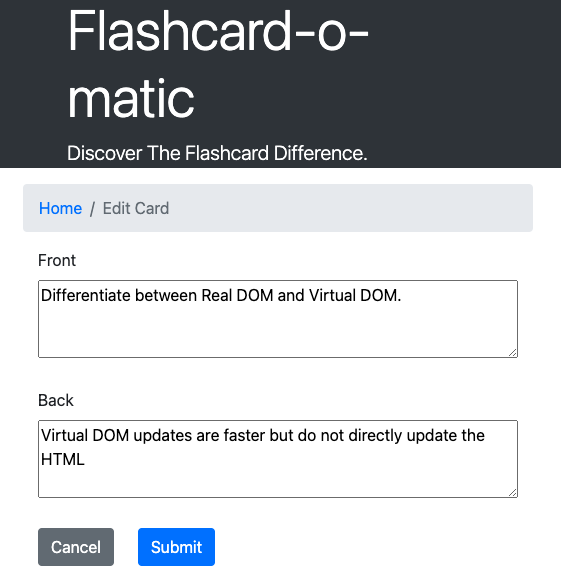 Flashcard-o-
matic
Discover The Flashcard Difference.
Home / Edit Card
Front
Differentiate between Real DOM and Virtual DOM.
Back
Virtual DOM updates are faster but do not directly update the
HTML
Cancel Submit